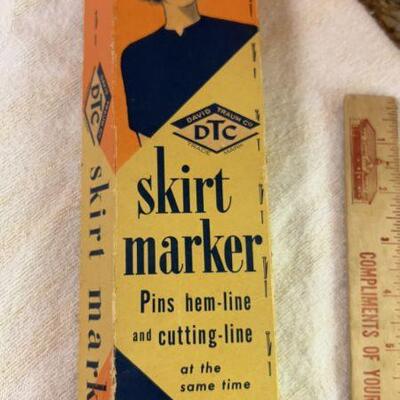 DAVID TRAUM CO
DTC
TRADE MARK
skirt
marker
Pins hem-line
and cutting-line
at the
same time
DTC
skirt mark
COMPLIMENTS OF YOUR